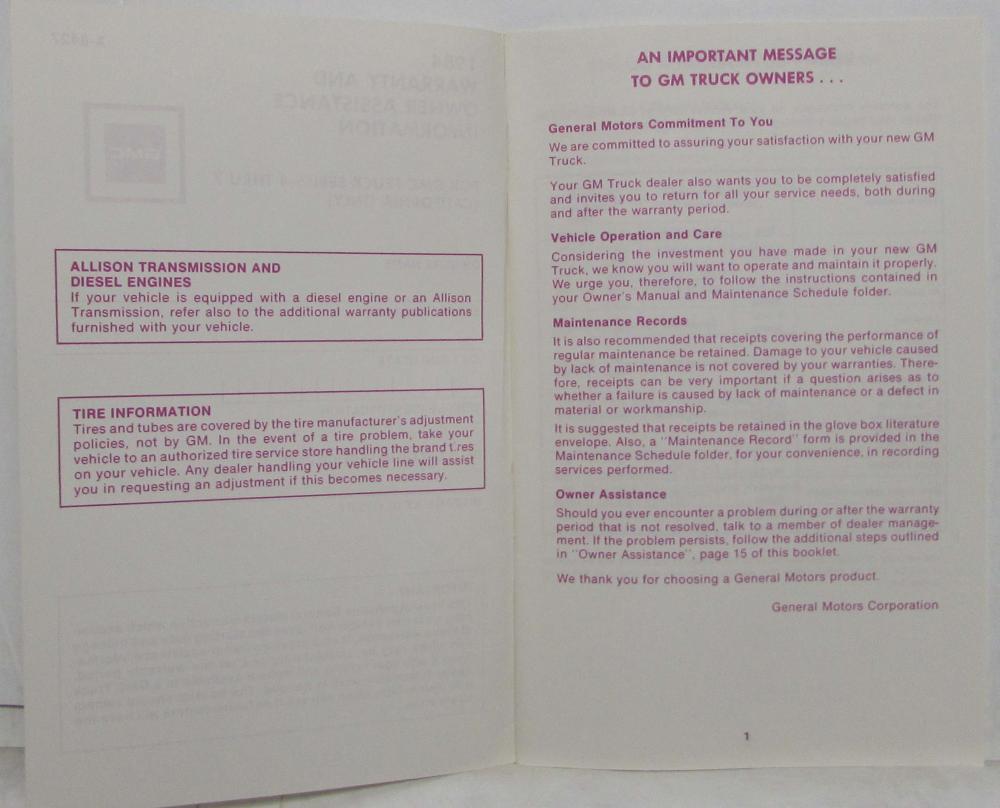 ALLISON TRANSMISSION AND
DIESEL ENGINES
If your vehicle is equipped with a diesel engine or an Allison
Transmission, refer also to the additional warranty publications
furnished with your vehicle.
TIRE INFORMATION
Tires and tubes are covered by the tire manufacturer's adjustment
policies, not by GM. In the event of a tire problem, take your
vehicle to an authorized tire service store handling the brand tires
on your vehicle. Any dealer handling your vehicle line will assist
you in requesting an adjustment if this becomes necessary.
AN IMPORTANT MESSAGE
TO GM TRUCK OWNERS . . .
General Motors Commitment To You
We are committed to assuring your satisfaction with your new GM
Truck.
Your GM Truck dealer also wants you to be completely satisfied
and invites you to return for all your service needs, both during
and after the warranty period.
Vehicle Operation and Care
Considering the investment you have made in your new GM
Truck, we know you will want to operate and maintain it properly.
We urge you, therefore, to follow the instructions contained in
your Owner's Manual and Maintenance Schedule folder.
Maintenance Records
It is also recommended that receipts covering the performance of
regular maintenance be retained. Damage to your vehicle caused
by lack of maintenance is not covered by your warranties. There-
fore, receipts can be very important if a question arises as to
whether a failure is caused by lack of maintenance or a defect in
material or workmanship.
It is suggested that receipts be retained in the glove box literature
envelope. Also, a "Maintenance Record" form is provided in the
Maintenance Schedule folder, for your convenience, in recording
services performed.
Owner Assistance
Should you ever encounter a problem during or after the warranty
period that is not resolved, talk to a member of dealer manage-
ment. If the problem persists, follow the additional steps outlined
in "Owner Assistance", page 15 of this booklet.
We thank you for choosing a General Motors product.
General Motors Corporation
1